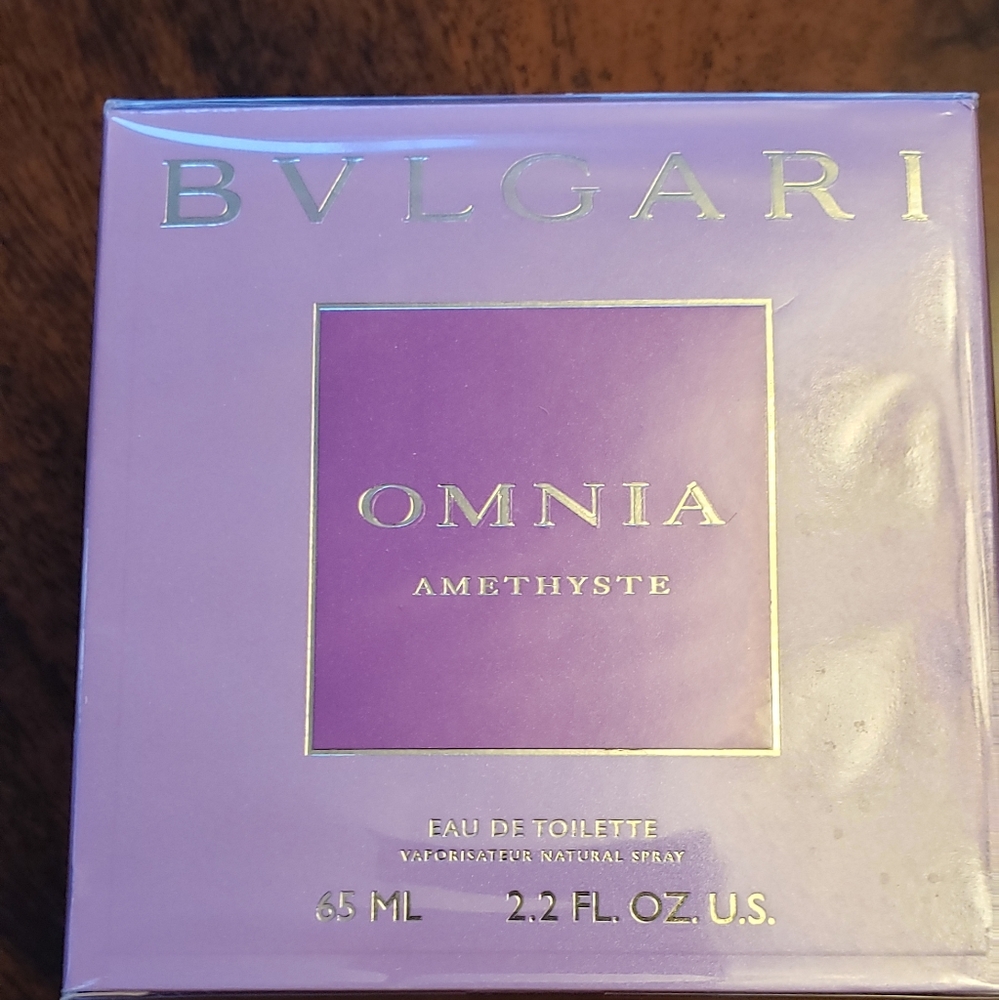 BVLGARI
OMNIA
AMETHYSTE
EAU DE TOILETTE
VAPORISATEUR NATURAL SPRAY
65 ML 2.2 FL. OZ. U.S.